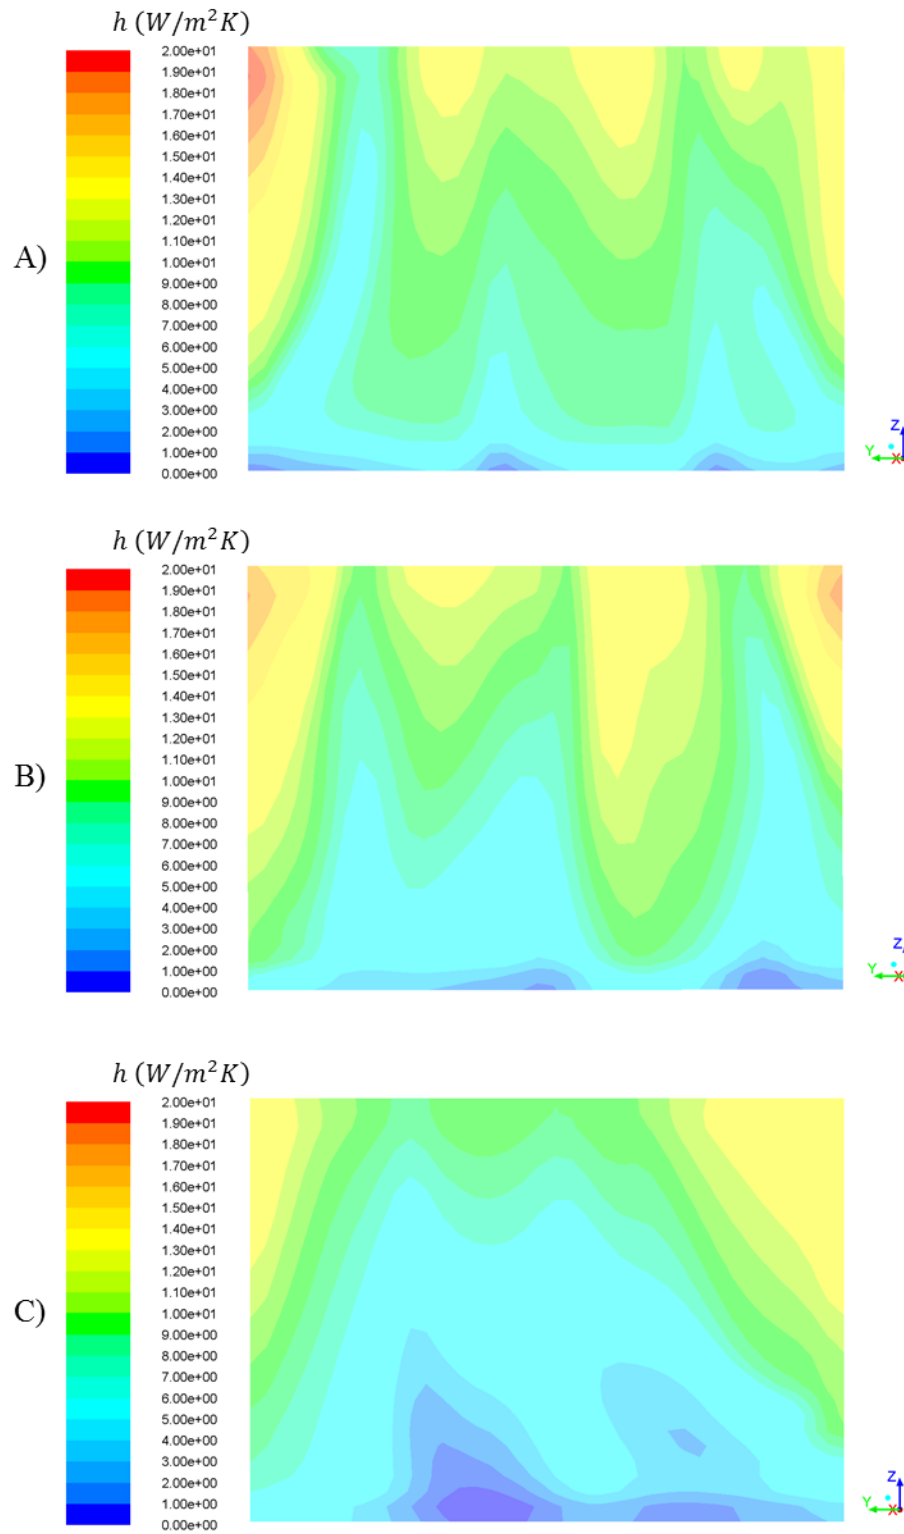 h (W/m²K)
2.00e+01
1.90e+01
1.80e+01
1.70e+01
1.60e+01
1.50e+01
1.40e+01
1.30e+01
1.20e+01
1.10e+01
1.00e+01
9.00e+00
8.00e+00
7.00e+00
6.00e+00
5.00e+00
4.00e+00
3.00e+00
2.00e+00
1.00e+00
0.00e+00
A)
Z
Y
X
h (W/m²K)
2.00e+01
1.90e+01
1.80e+01
1.70e+01
1.60e+01
1.50e+01
1.40e+01
1.30e+01
1.20e+01
1.10e+01
1.00e+01
9.00e+00
8.00e+00
7.00e+00
6.00e+00
5.00e+00
4.00e+00
3.00e+00
2.00e+00
1.00e+00
0.00e+00
B)
Z
Y
X
h (W/m²K)
2.00e+01
1.90e+01
1.80e+01
1.70e+01
1.60e+01
1.50e+01
1.40e+01
1.30e+01
1.20e+01
1.10e+01
1.00e+01
9.00e+00
8.00e+00
7.00e+00
6.00e+00
5.00e+00
4.00e+00
3.00e+00
2.00e+00
1.00e+00
0.00e+00
C)
Z
Y
X